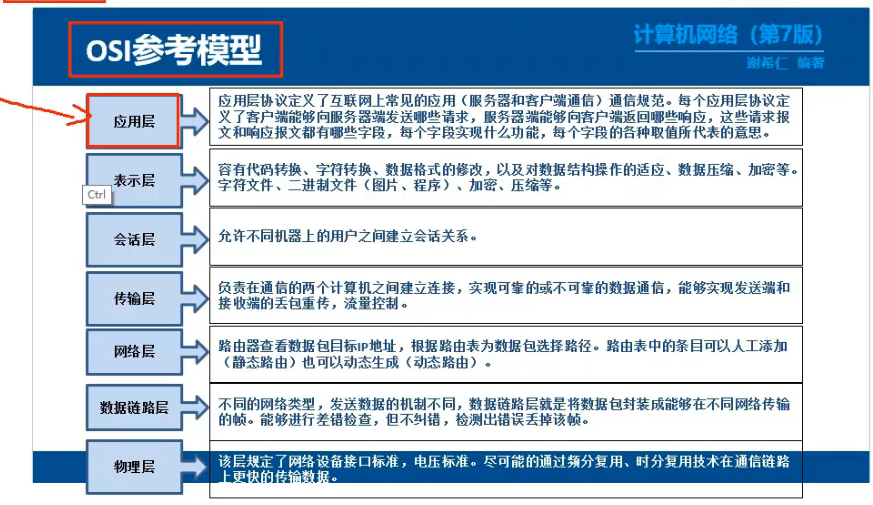 OSI参考模型
计算机网络（第7版）
谢希仁 编著
应用层
应用层协议定义了互联网上常见的应用（服务器和客户端通信）通信规范。每个应用层协议定
义了客户端能够向服务器端发送哪些请求，服务器端能够向客户端返回哪些响应，这些请求报
文和响应报文都有哪些字段，每个字段实现什么功能，每个字段的各种取值所代表的意思。
表示层
Ctrl
容有代码转换、字符转换、数据格式的修改，以及对数据结构操作的适应、数据压缩、加密等。
字符文件、二进制文件（图片、程序）、加密、压缩等。
会话层
允许不同机器上的用户之间建立会话关系。
传输层
负责在通信的两个计算机之间建立连接，实现可靠的或不可靠的数据通信，能够实现发送端和
接收端的丢包重传，流量控制。
网络层
路由器查看数据包目标IP地址，根据路由表为数据包选择路径。路由表中的条目可以人工添加
（静态路由）也可以动态生成（动态路由）。
数据链路层
不同的网络类型，发送数据的机制不同，数据链路层就是将数据包封装成能够在不同网络传输
的帧。能够进行差错检查，但不纠错，检测出错误丢掉该帧。
物理层
该层规定了网络设备接口标准，电压标准。尽可能的通过频分复用、时分复用技术在通信链路
上更快的传输数据。